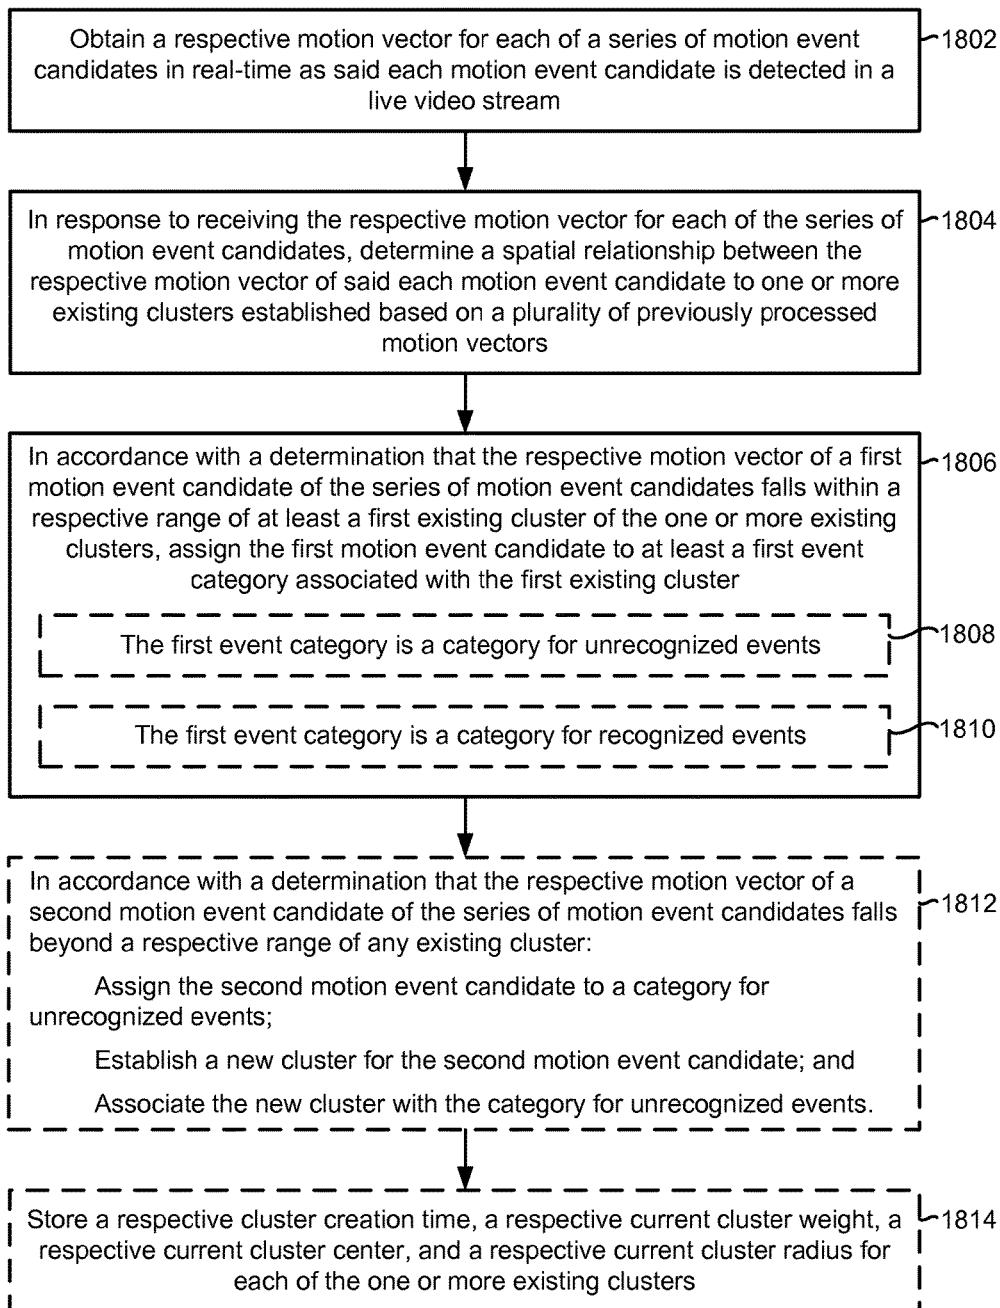 Obtain a respective motion vector for each of a series of motion event
candidates in real-time as said each motion event candidate is detected in a
live video stream
1802
In response to receiving the respective motion vector for each of the series of
motion event candidates, determine a spatial relationship between the
respective motion vector of said each motion event candidate to one or more
existing clusters established based on a plurality of previously processed
motion vectors
1804
In accordance with a determination that the respective motion vector of a first
motion event candidate of the series of motion event candidates falls within a
respective range of at least a first existing cluster of the one or more existing
clusters, assign the first motion event candidate to at least a first event
category associated with the first existing cluster
1806
The first event category is a category for unrecognized events
1808
The first event category is a category for recognized events
1810
In accordance with a determination that the respective motion vector of a
second motion event candidate of the series of motion event candidates falls
beyond a respective range of any existing cluster:
Assign the second motion event candidate to a category for
unrecognized events;
Establish a new cluster for the second motion event candidate; and
Associate the new cluster with the category for unrecognized events.
1812
Store a respective cluster creation time, a respective current cluster weight, a
respective current cluster center, and a respective current cluster radius for
each of the one or more existing clusters
1814